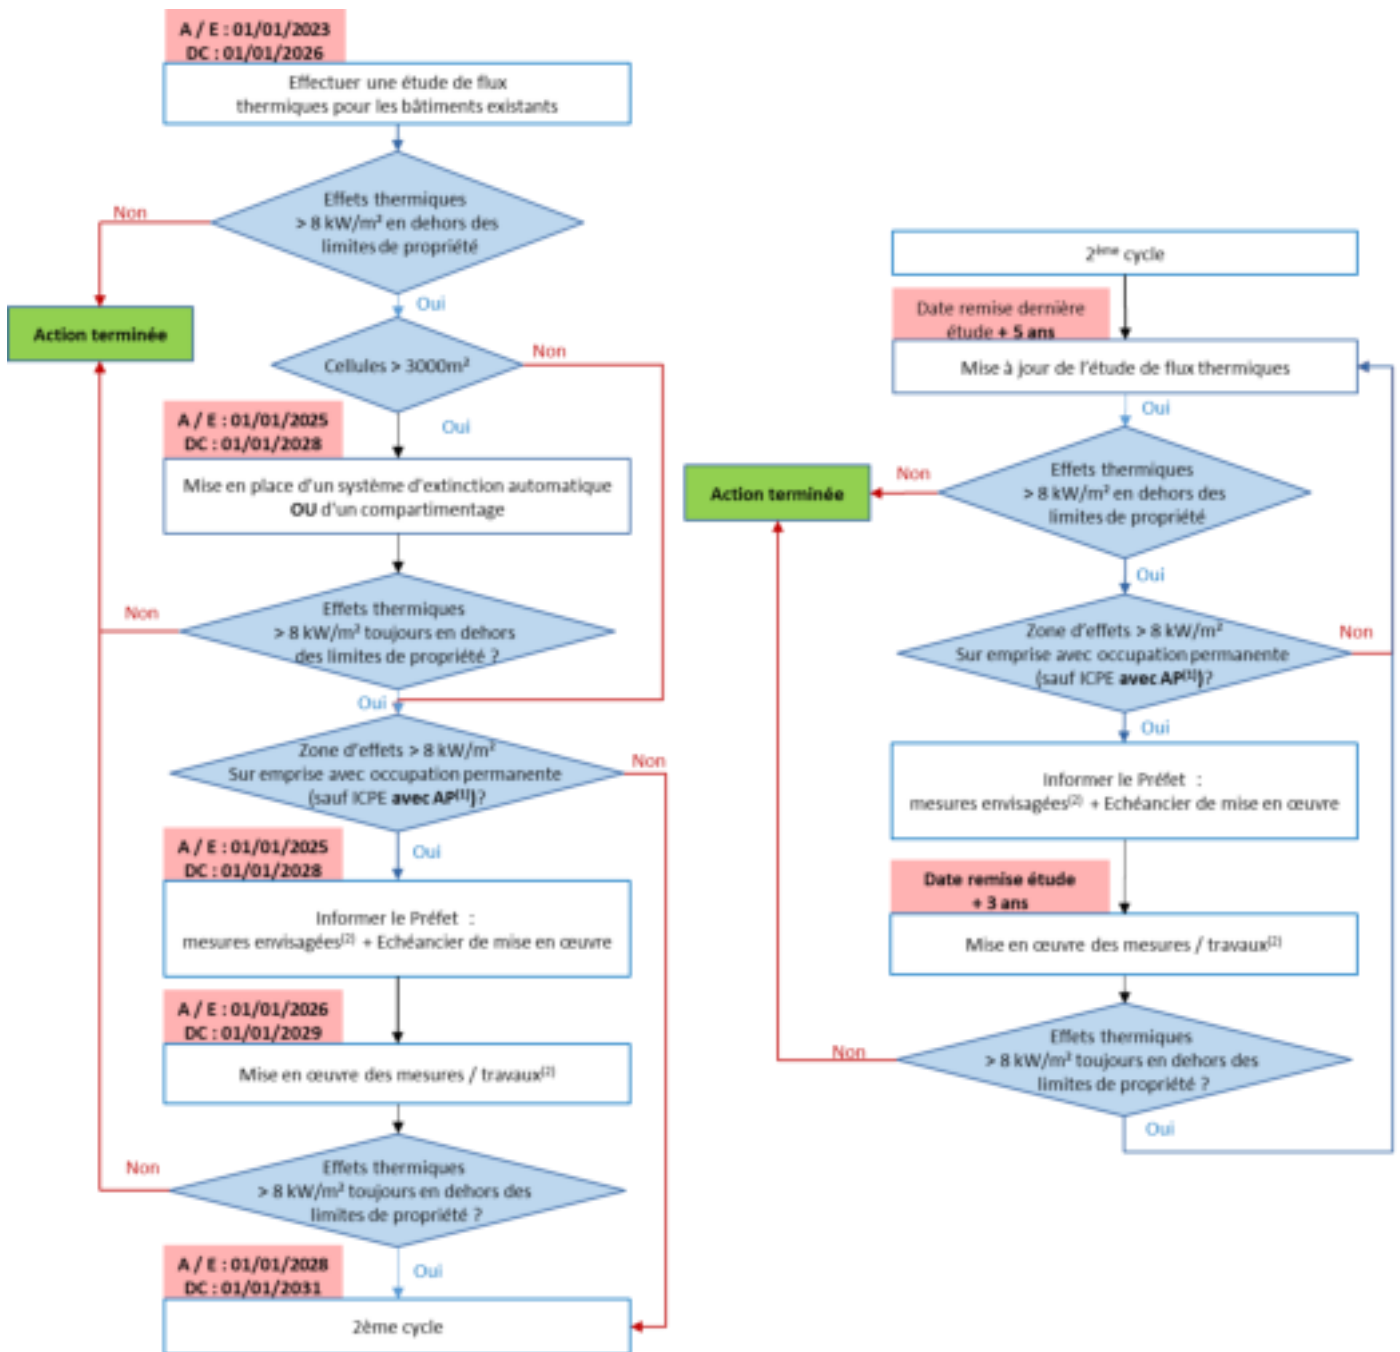 A / E : 01/01/2023
DC : 01/01/2026
Effectuer une étude de flux
thermiques pour les bâtiments existants
Effets thermiques
> 8 kW/m² en dehors des
limites de propriété
Non
Oui
Action terminée
Cellules > 3000m²
Non
Oui
A / E : 01/01/2025
DC : 01/01/2028
Mise en place d'un système d'extinction automatique
OU d'un compartimentage
Effets thermiques
> 8 kW/m² toujours en dehors
des limites de propriété ?
Non
Oui
Zone d'effets > 8 kW/m²
Sur emprise avec occupation permanente
(sauf ICPE avec AP⁽¹⁾)?
Non
Oui
A / E : 01/01/2025
DC : 01/01/2028
Informer le Préfet :
mesures envisagées⁽²⁾ + Echéancier de mise en œuvre
A / E : 01/01/2026
DC : 01/01/2029
Mise en œuvre des mesures / travaux⁽²⁾
Effets thermiques
> 8 kW/m² toujours en dehors des
limites de propriété ?
Non
Oui
A / E : 01/01/2028
DC : 01/01/2031
2ème cycle
2ème cycle
Date remise dernière
étude + 5 ans
Mise à jour de l'étude de flux thermiques
Oui
Effets thermiques
> 8 kW/m² en dehors des
limites de propriété
Non
Action terminée
Oui
Zone d'effets > 8 kW/m²
Sur emprise avec occupation permanente
(sauf ICPE avec AP⁽¹⁾)?
Non
Oui
Informer le Préfet :
mesures envisagées⁽²⁾ + Echéancier de mise en œuvre
Date remise étude
+ 3 ans
Mise en œuvre des mesures / travaux⁽²⁾
Effets thermiques
> 8 kW/m² toujours en dehors des
limites de propriété ?
Non
Oui